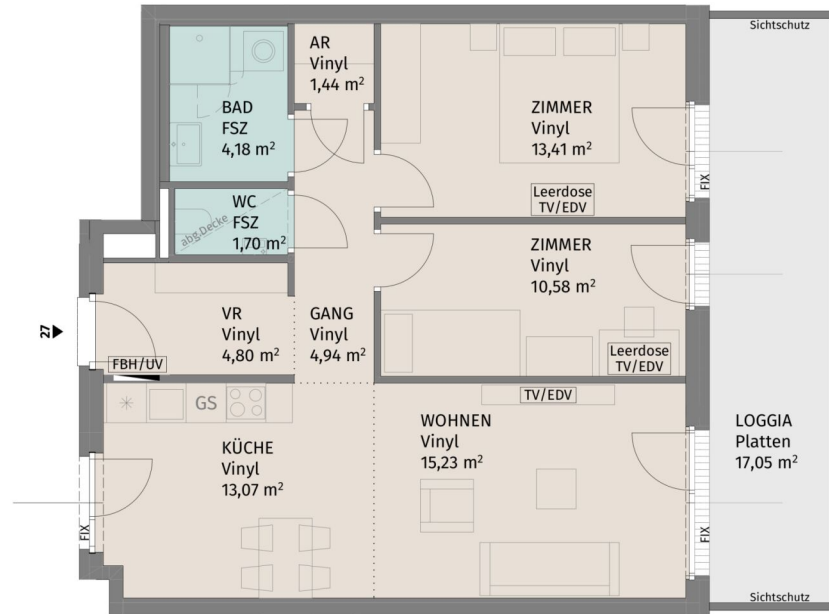 Sichtschutz
AR
Vinyl
1,44 m²
BAD
FSZ
4,18 m²
ZIMMER
Vinyl
13,41 m²
Leerdose
TV/EDV
FIX
WC
FSZ
1,70 m²
abg.Decke
ZIMMER
Vinyl
10,58 m²
Leerdose
TV/EDV
27
VR
Vinyl
4,80 m²
GANG
Vinyl
4,94 m²
FBH/UV
GS
KÜCHE
Vinyl
13,07 m²
FIX
TV/EDV
WOHNEN
Vinyl
15,23 m²
FIX
LOGGIA
Platten
17,05 m²
Sichtschutz